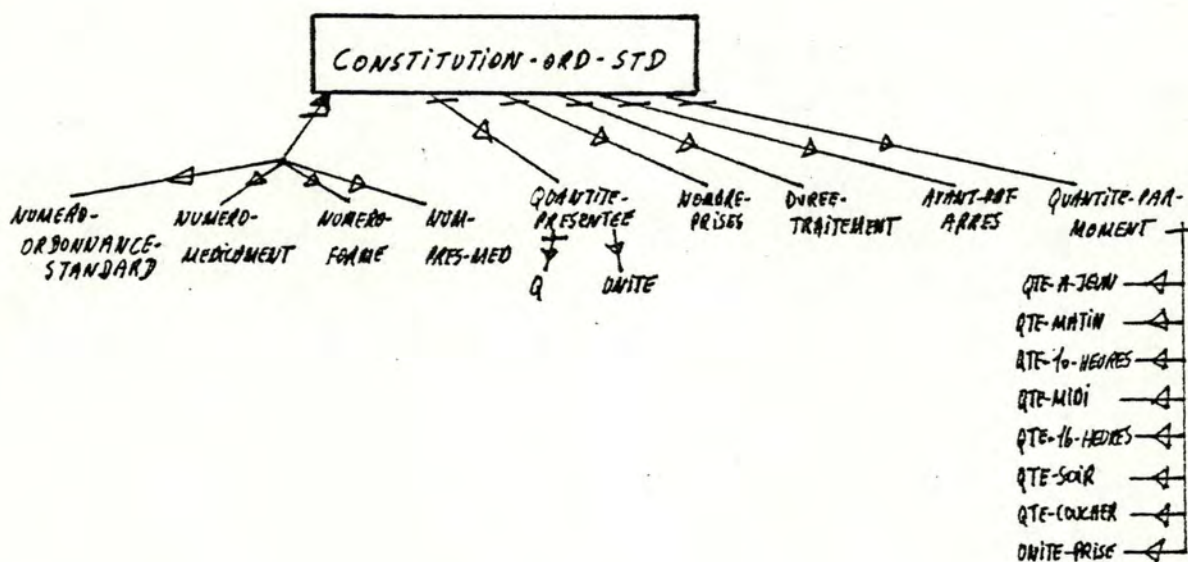 CONSTITUTION-ORD-STD
NUMERO-
ORDONNANCE-
STANDARD
NUMERO-
MEDICAMENT
NUMERO-
FORME
NUM-
PRES-MED
QUANTITE-
PRESENTEE
Q
UNITE
NOMBRE-
PRISES
DUREE-
TRAITEMENT
APRES
QUANTITE-PAR-
MOMENT
QTE-A-JEUN
QTE-MATIN
QTE-10-HEURES
QTE-MIDI
QTE-16-HEURES
QTE-SOIR
QTE-COUCHER
UNITE-PRISE